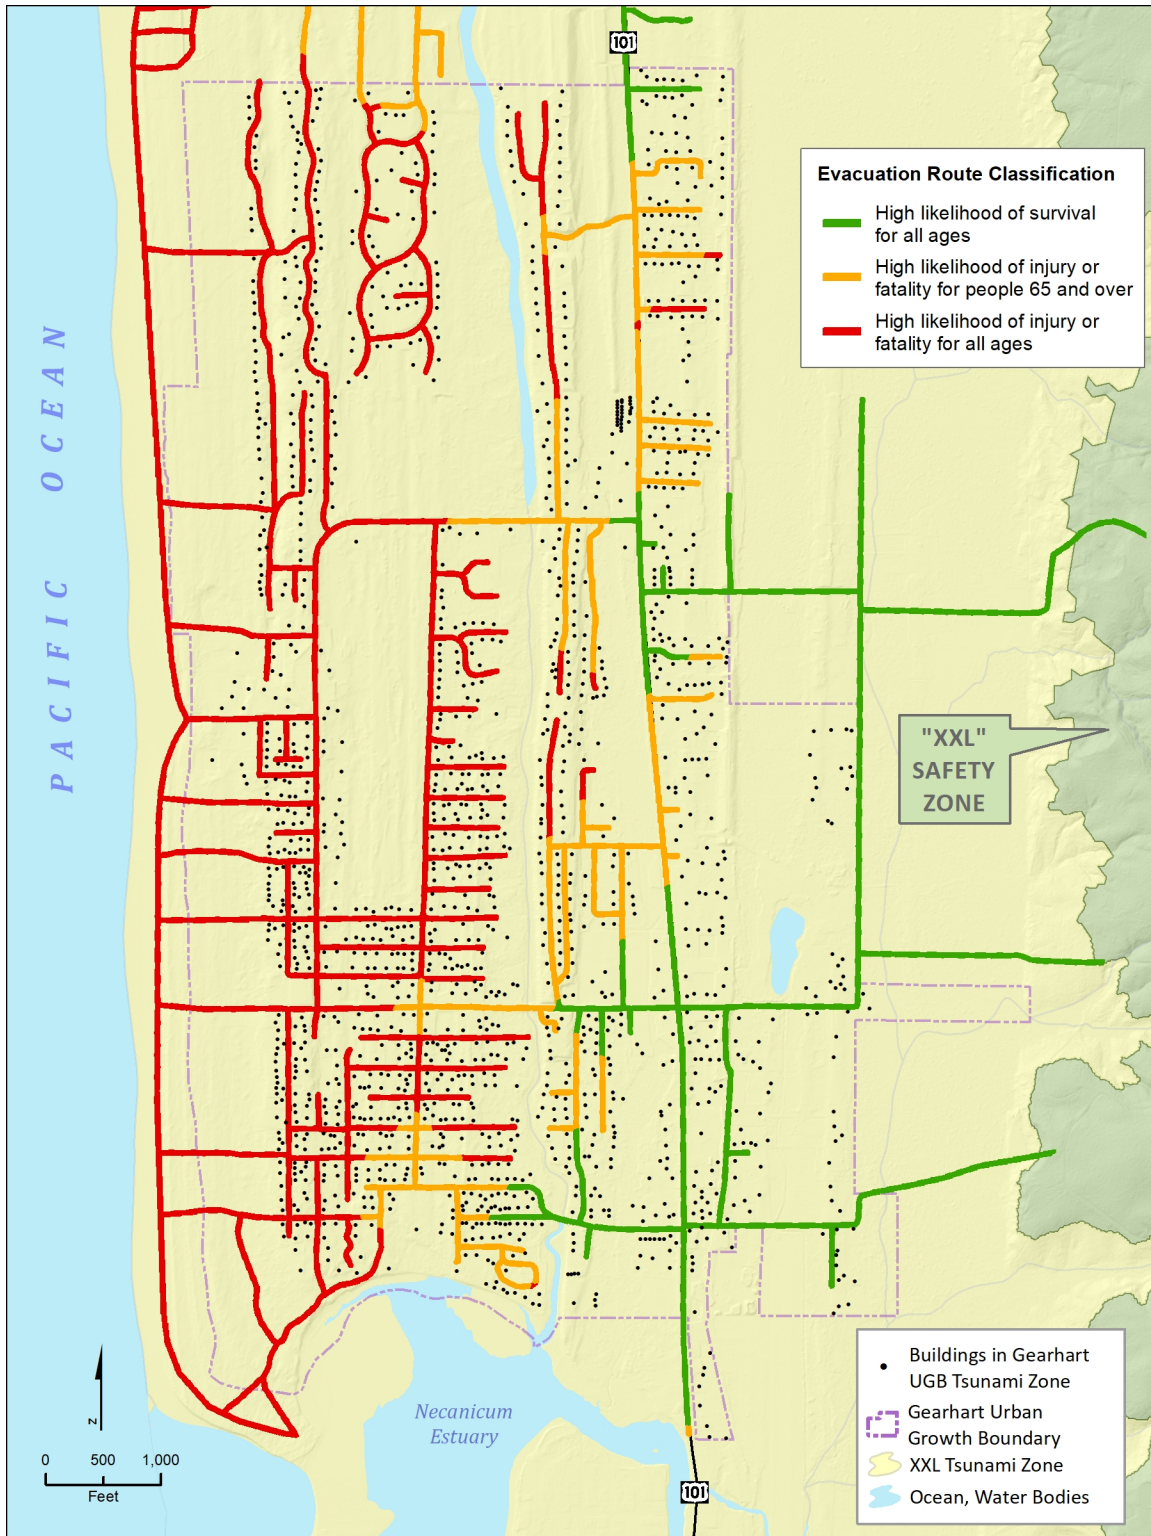 101
Evacuation Route Classification
High likelihood of survival
for all ages
High likelihood of injury or
fatality for people 65 and over
High likelihood of injury or
fatality for all ages
PACIFIC OCEAN
"XXL"
SAFETY
ZONE
Necanicum
Estuary
N
0 500 1,000
Feet
101
Buildings in Gearhart
UGB Tsunami Zone
Gearhart Urban
Growth Boundary
XXL Tsunami Zone
Ocean, Water Bodies